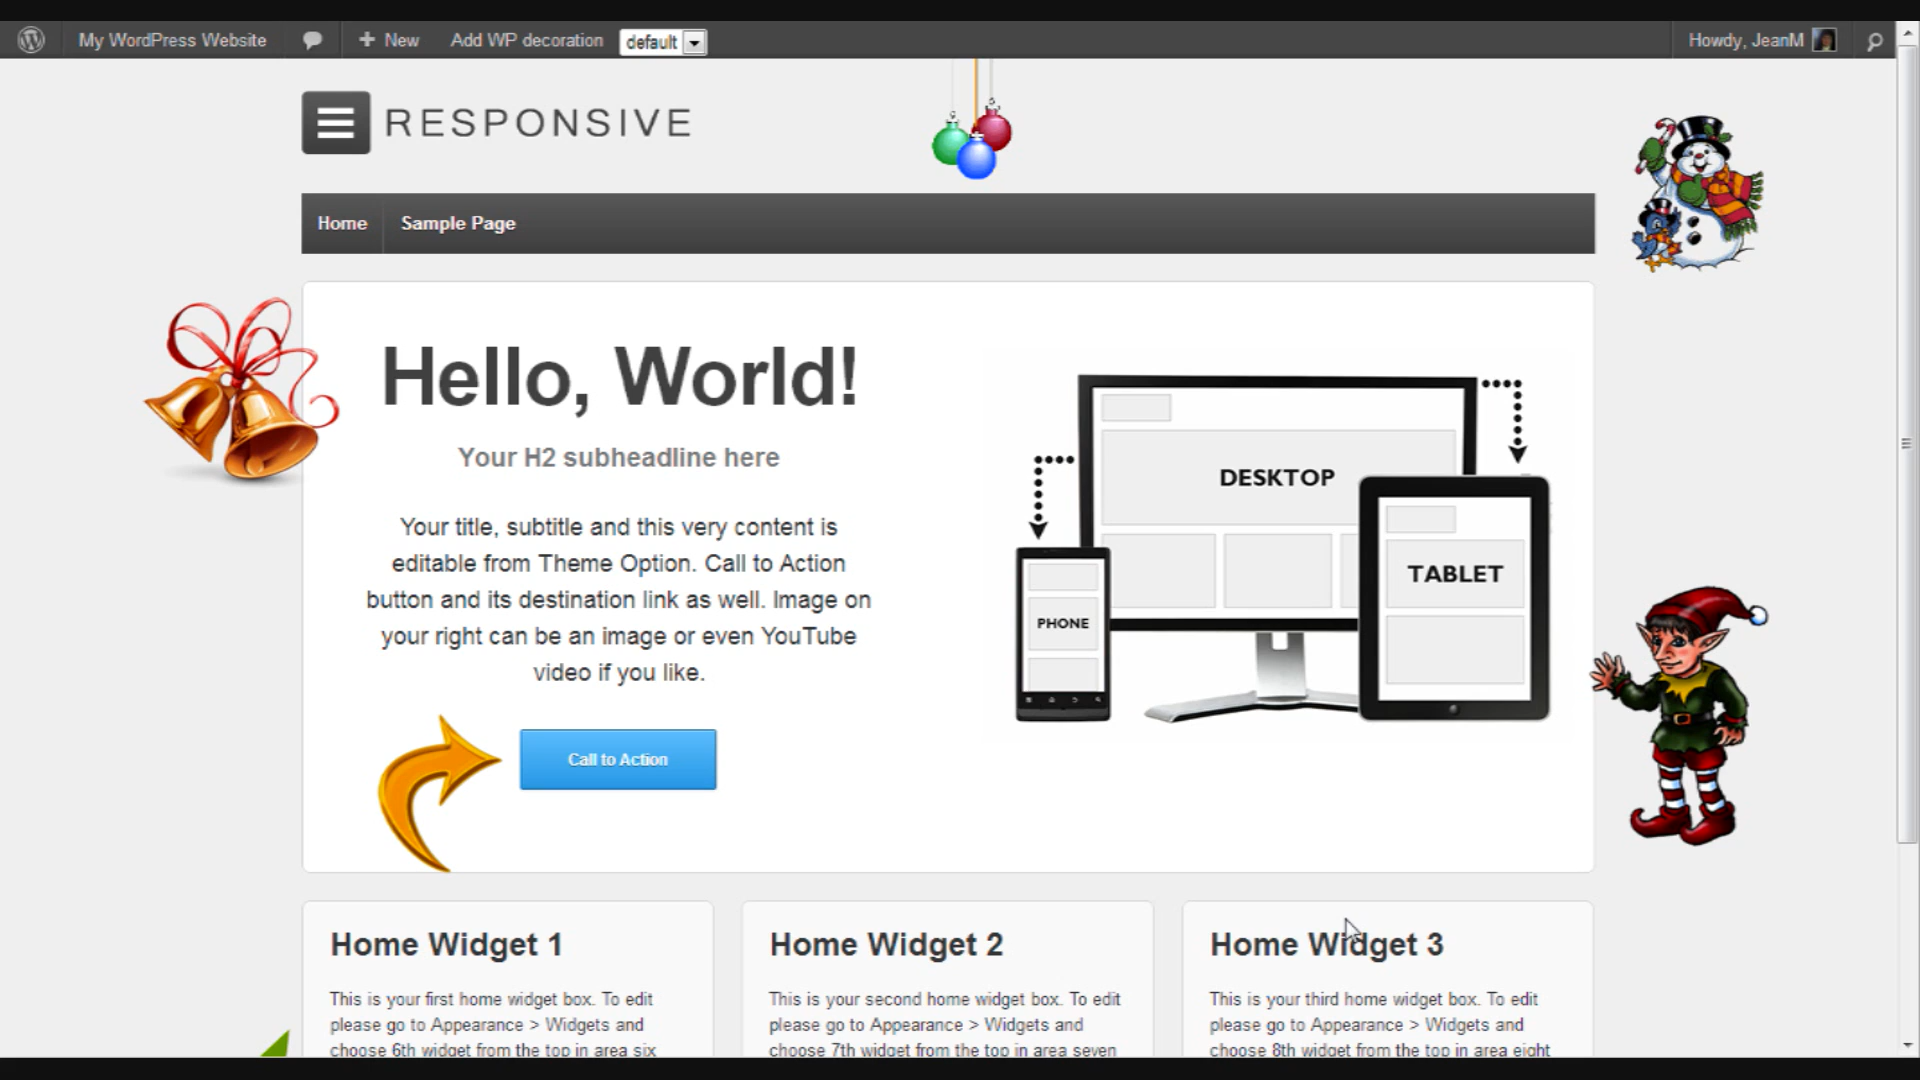 My WordPress Website
New
Add WP decoration
default
Howdy, JeanM
RESPONSIVE
Home
Sample Page
Hello, World!
Your H2 subheadline here
Your title, subtitle and this very content is
editable from Theme Option. Call to Action
button and its destination link as well. Image on
your right can be an image or even YouTube
video if you like.
Call to Action
DESKTOP
TABLET
PHONE
Home Widget 1
This is your first home widget box. To edit
please go to Appearance > Widgets and
choose 6th widget from the top in area six
Home Widget 2
This is your second home widget box. To edit
please go to Appearance > Widgets and
choose 7th widget from the top in area seven
Home Widget 3
This is your third home widget box. To edit
please go to Appearance > Widgets and
choose 8th widget from the top in area eight